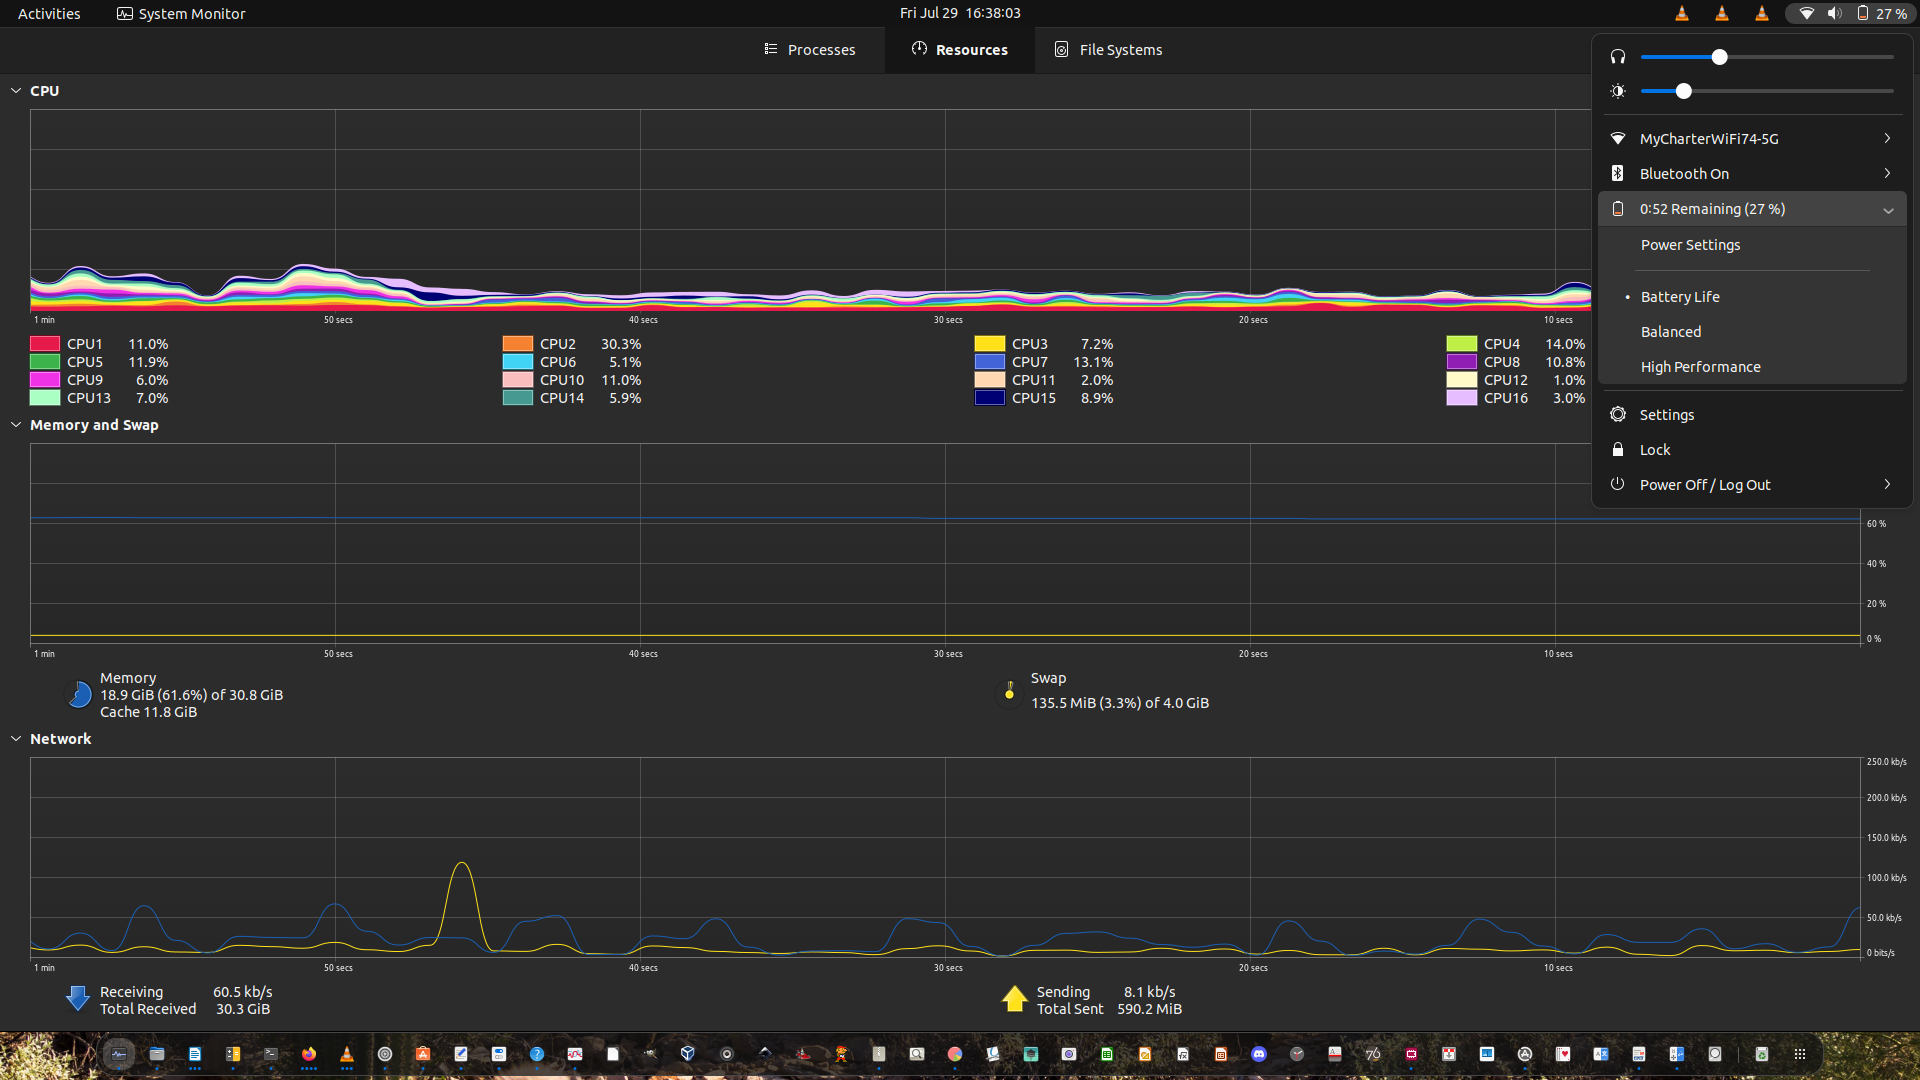 Activities
System Monitor
Fri Jul 29 16:38:03
27 %
Processes
Resources
File Systems
CPU
1 min
50 secs
40 secs
30 secs
20 secs
10 secs
CPU1 11.0%
CPU2 30.3%
CPU3 7.2%
CPU4 14.0%
CPU5 11.9%
CPU6 5.1%
CPU7 13.1%
CPU8 10.8%
CPU9 6.0%
CPU10 11.0%
CPU11 2.0%
CPU12 1.0%
CPU13 7.0%
CPU14 5.9%
CPU15 8.9%
CPU16 3.0%
MyCharterWiFi74-5G
Bluetooth On
0:52 Remaining (27 %)
Power Settings
• Battery Life
Balanced
High Performance
Settings
Lock
Power Off / Log Out
Memory and Swap
60 %
40 %
20 %
0 %
1 min
50 secs
40 secs
30 secs
20 secs
10 secs
Memory
18.9 GiB (61.6%) of 30.8 GiB
Cache 11.8 GiB
Swap
135.5 MiB (3.3%) of 4.0 GiB
Network
250.0 kb/s
200.0 kb/s
150.0 kb/s
100.0 kb/s
50.0 kb/s
0 bits/s
1 min
50 secs
40 secs
30 secs
20 secs
10 secs
Receiving 60.5 kb/s
Total Received 30.3 GiB
Sending 8.1 kb/s
Total Sent 590.2 MiB